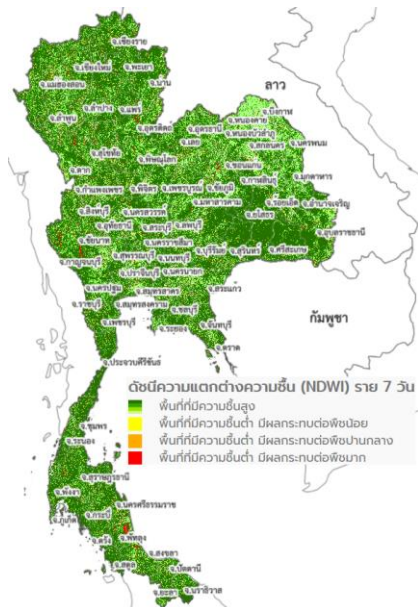 จ.เชียงราย
จ.เชียงใหม่ จ.พะเยา
จ.แม่ฮ่องสอน จ.น่าน
ลาว
จ.ลำปาง จ.แพร่
จ.ลำพูน
จ.บึงกาฬ
จ.หนองคาย
จ.อุตรดิตถ์ จ.อุดรธานี จ.หนองบัวลำภู
จ.เลย จ.สกลนคร จ.นครพนม
จ.สุโขทัย
จ.พิษณุโลก จ.ขอนแก่น
จ.ตาก จ.กาฬสินธุ์ จ.มุกดาหาร
จ.กำแพงเพชร จ.พิจิตร จ.เพชรบูรณ์ จ.ชัยภูมิ
จ.มหาสารคาม จ.ร้อยเอ็ด จ.อำนาจเจริญ
จ.สิงห์บุรี จ.นครสวรรค์ จ.ยโสธร
จ.อุทัยธานี จ.สระบุรี จ.ลพบุรี
จ.ชัยนาท จ.นครราชสีมา จ.บุรีรัมย์ จ.สุรินทร์ จ.ศรีสะเกษ จ.อุบลราชธานี
จ.สุพรรณบุรี จ.นนทบุรี
จ.กาญจนบุรี จ.ปราจีนบุรี จ.นครนายก
จ.นครปฐม จ.สมุทรสาคร จ.สระแก้ว
จ.ราชบุรี จ.สมุทรสงคราม
จ.ชลบุรี
จ.เพชรบุรี จ.ระยอง จ.จันทบุรี
กัมพูชา
จ.ตราด
จ.ประจวบคีรีขันธ์
ดัชนีความแตกต่างความชื้น (NDWI) ราย 7 วัน
พื้นที่ที่มีความชื้นสูง
พื้นที่ที่มีความชื้นต่ำ มีผลกระทบต่อพืชน้อย
พื้นที่ที่มีความชื้นต่ำ มีผลกระทบต่อพืชปานกลาง
พื้นที่ที่มีความชื้นต่ำ มีผลกระทบต่อพืชมาก
จ.ชุมพร
จ.ระนอง
จ.สุราษฎร์ธานี
จ.พังงา
จ.นครศรีธรรมราช
จ.ภูเก็ต จ.กระบี่
จ.ตรัง จ.พัทลุง
จ.สงขลา
จ.สตูล จ.ปัตตานี
จ.ยะลา จ.นราธิวาส